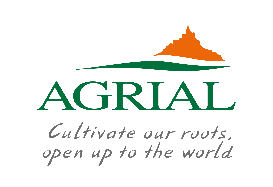 AGRIAL
Cultivate our roots,
open up to the world